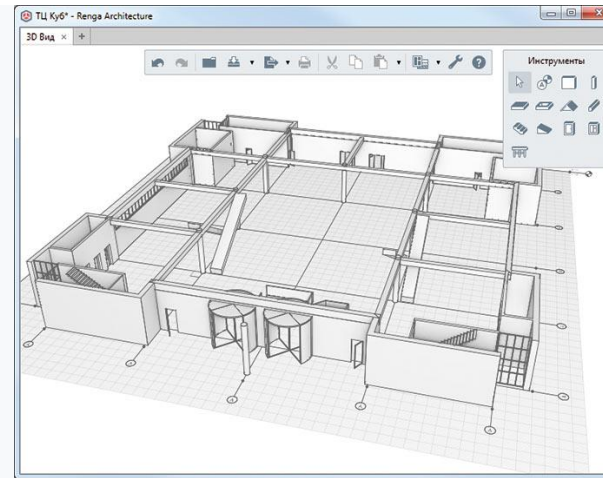 ТЦ Куб* - Renga Architecture
3D Вид × +
Инструменты